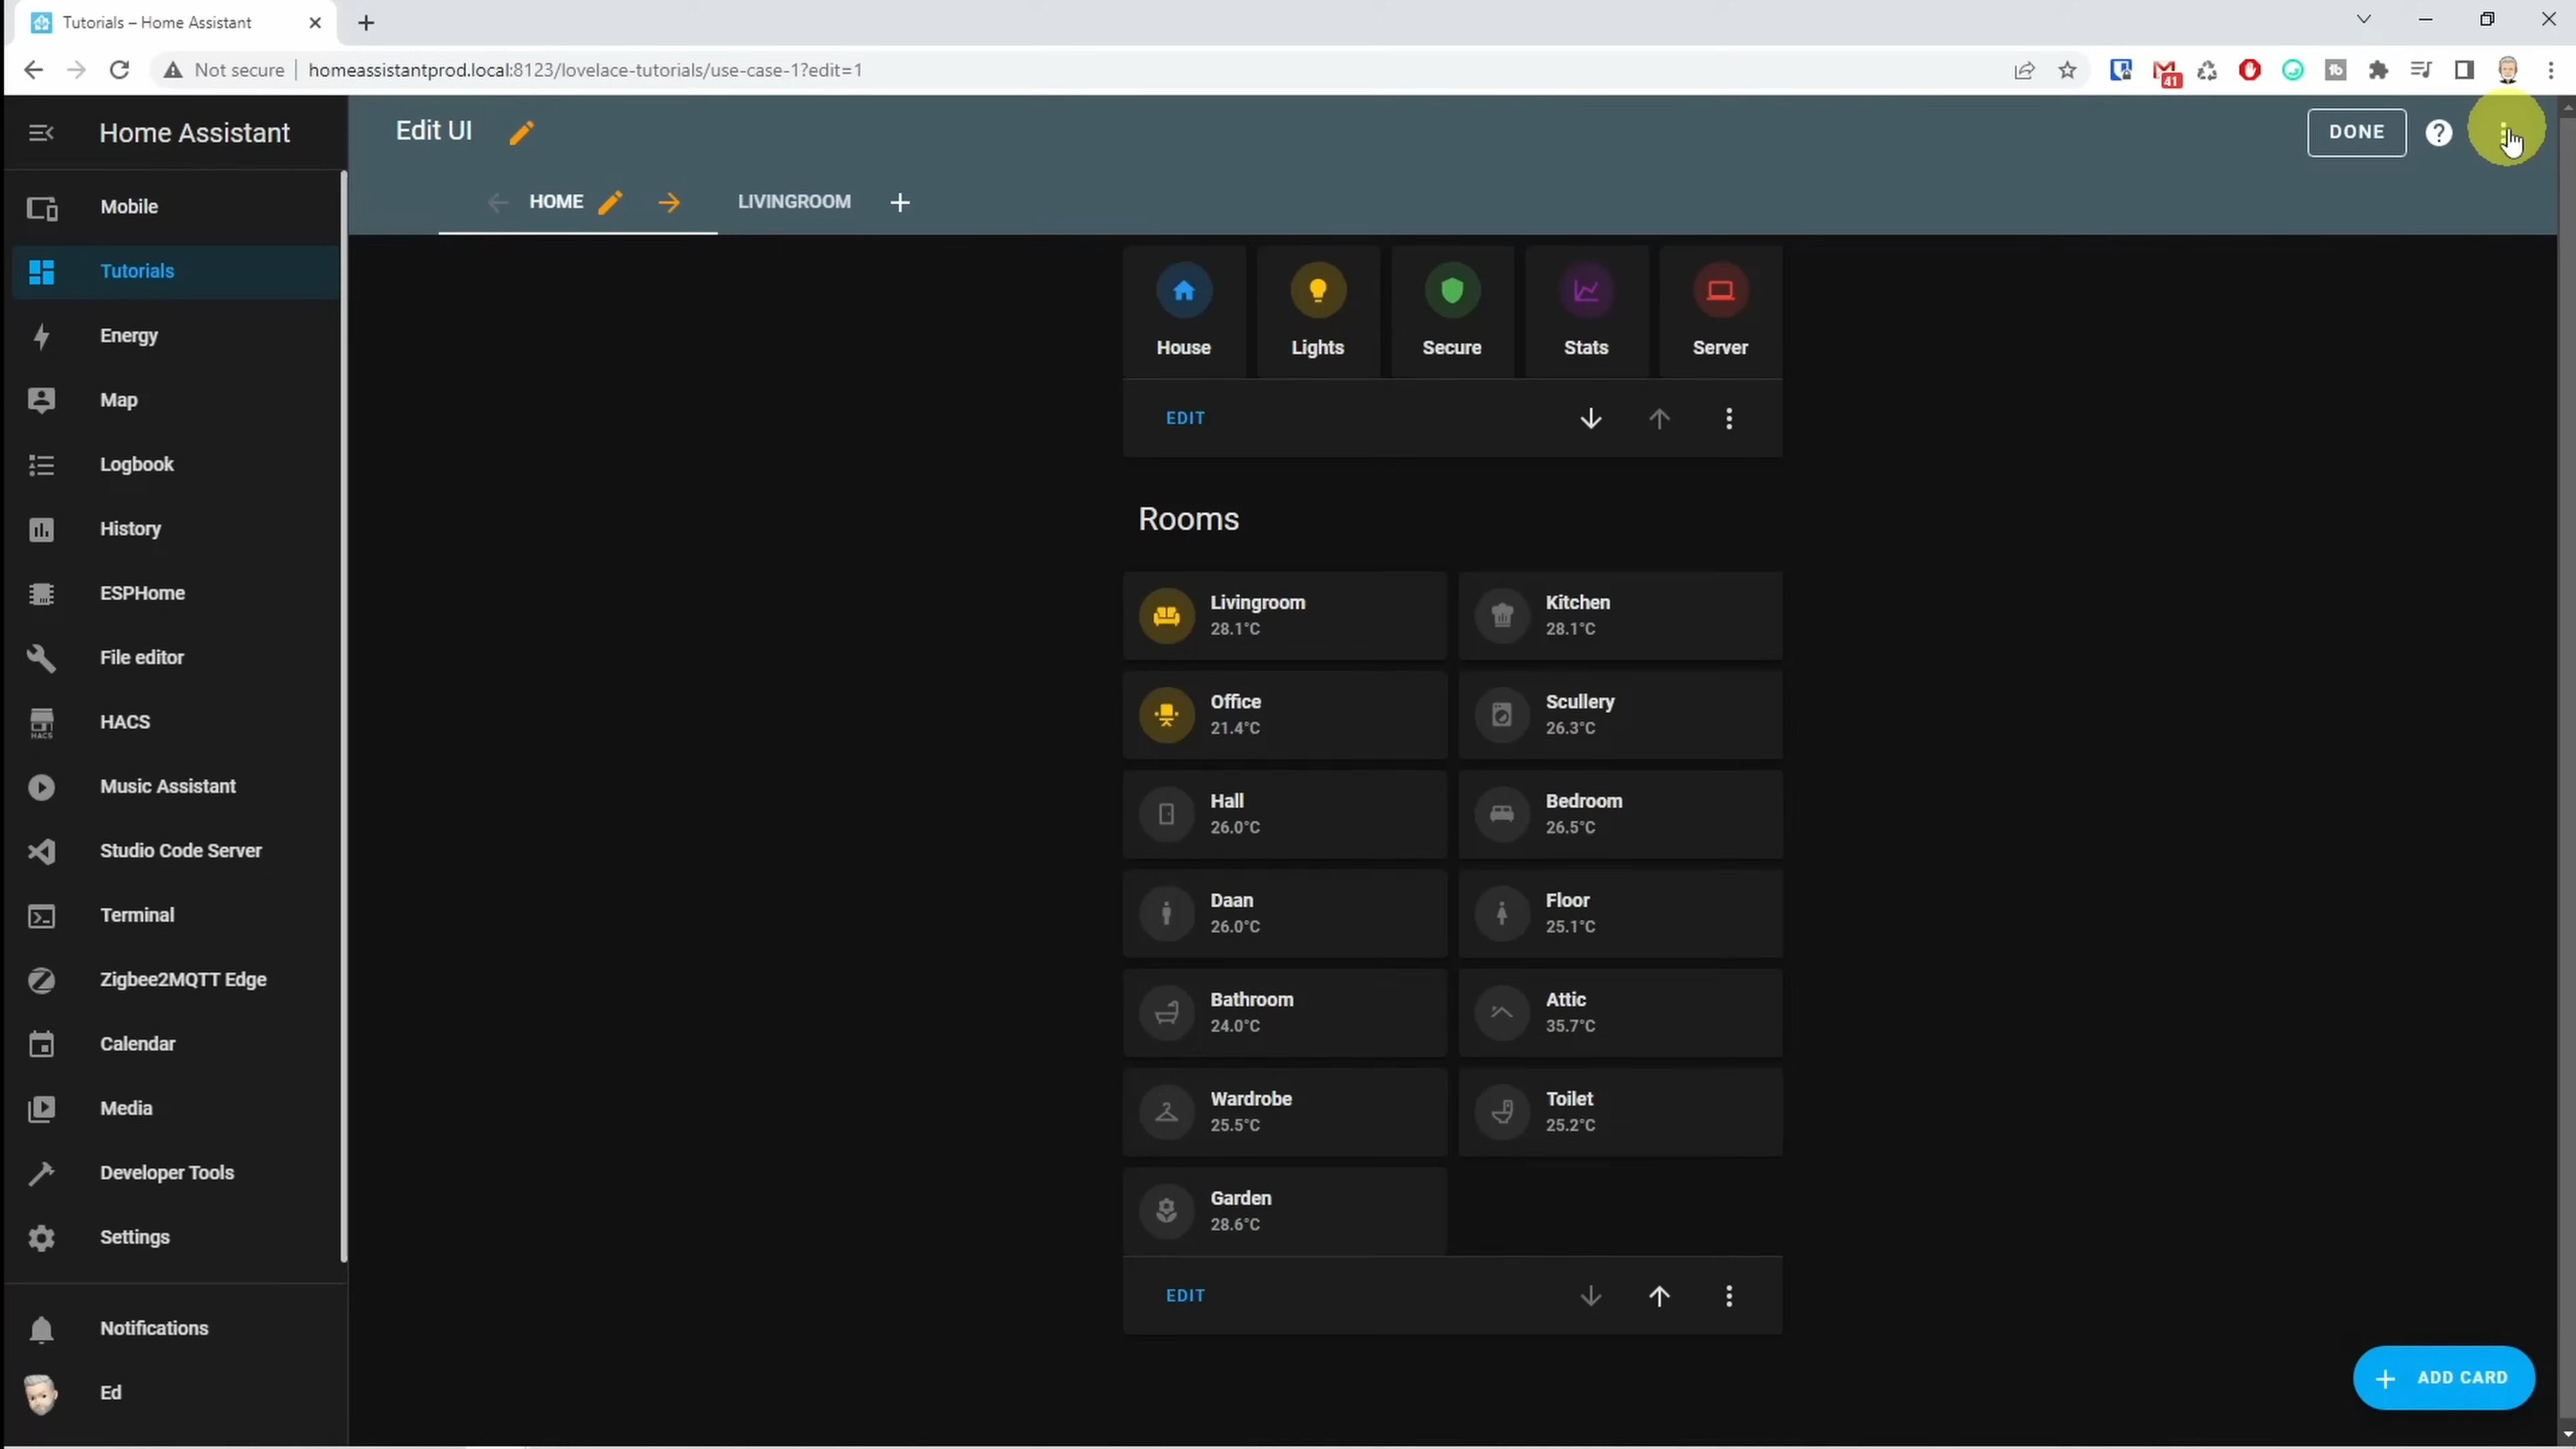 Tutorials – Home Assistant
Not secure
homeassistantprod.local:8123/lovelace-tutorials/use-case-1?edit=1
41
Home Assistant
Edit UI
DONE
HOME
LIVINGROOM
Mobile
Tutorials
Energy
Map
Logbook
History
ESPHome
File editor
HACS
HACS
Music Assistant
Studio Code Server
Terminal
Zigbee2MQTT Edge
Calendar
Media
Developer Tools
Settings
Notifications
Ed
House
Lights
Secure
Stats
Server
EDIT
Rooms
Livingroom
28.1°C
Kitchen
28.1°C
Office
21.4°C
Scullery
26.3°C
Hall
26.0°C
Bedroom
26.5°C
Daan
26.0°C
Floor
25.1°C
Bathroom
24.0°C
Attic
35.7°C
Wardrobe
25.5°C
Toilet
25.2°C
Garden
28.6°C
EDIT
ADD CARD